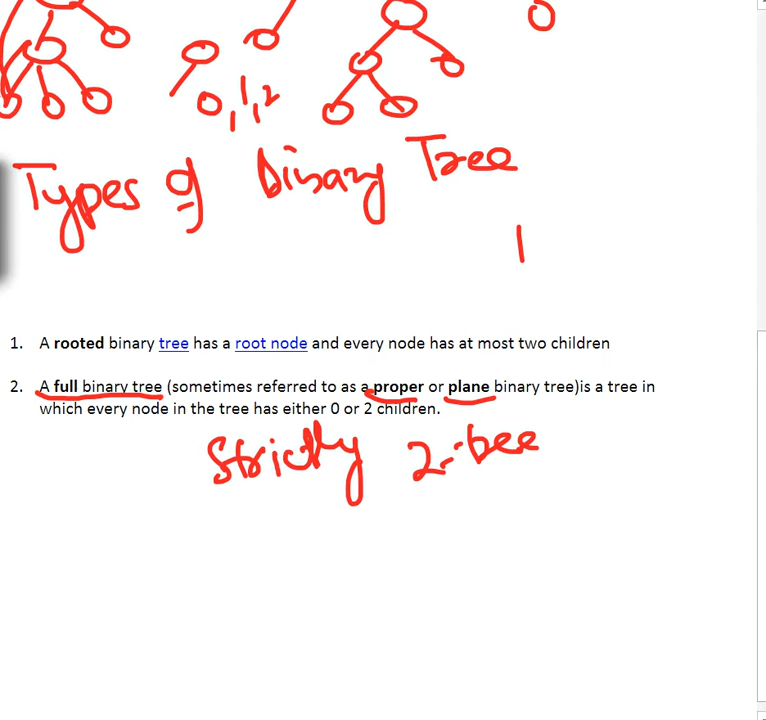 0, 1, 2
Types of binary Tree
1. A rooted binary tree has a root node and every node has at most two children
2. A full binary tree (sometimes referred to as a proper or plane binary tree)is a tree in
which every node in the tree has either 0 or 2 children.
Strictly 2-tree